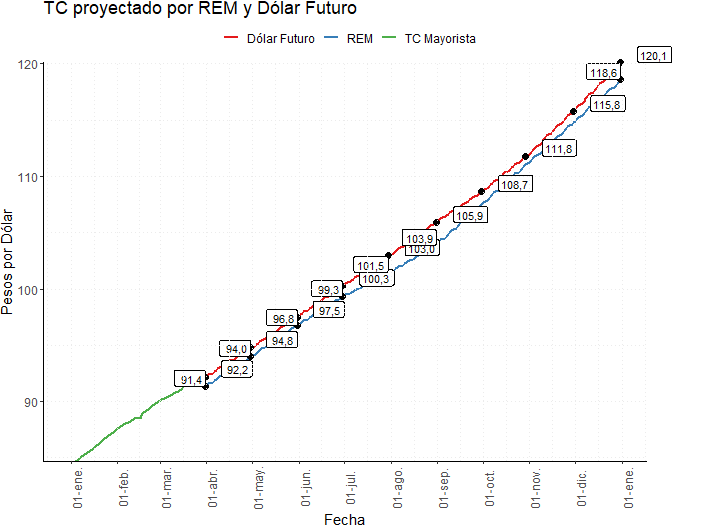 TC proyectado por REM y Dólar Futuro
Dólar Futuro REM TC Mayorista
Pesos por Dólar
120
110
100
90
120,1
118,6
115,8
111,8
108,7
105,9
103,9
103,0
101,5
100,3
99,3
97,5
96,8
94,8
94,0
92,2
91,4
01-ene.
01-feb.
01-mar.
01-abr.
01-may.
01-jun.
01-jul.
01-ago.
01-sep.
01-oct.
01-nov.
01-dic.
01-ene.
Fecha